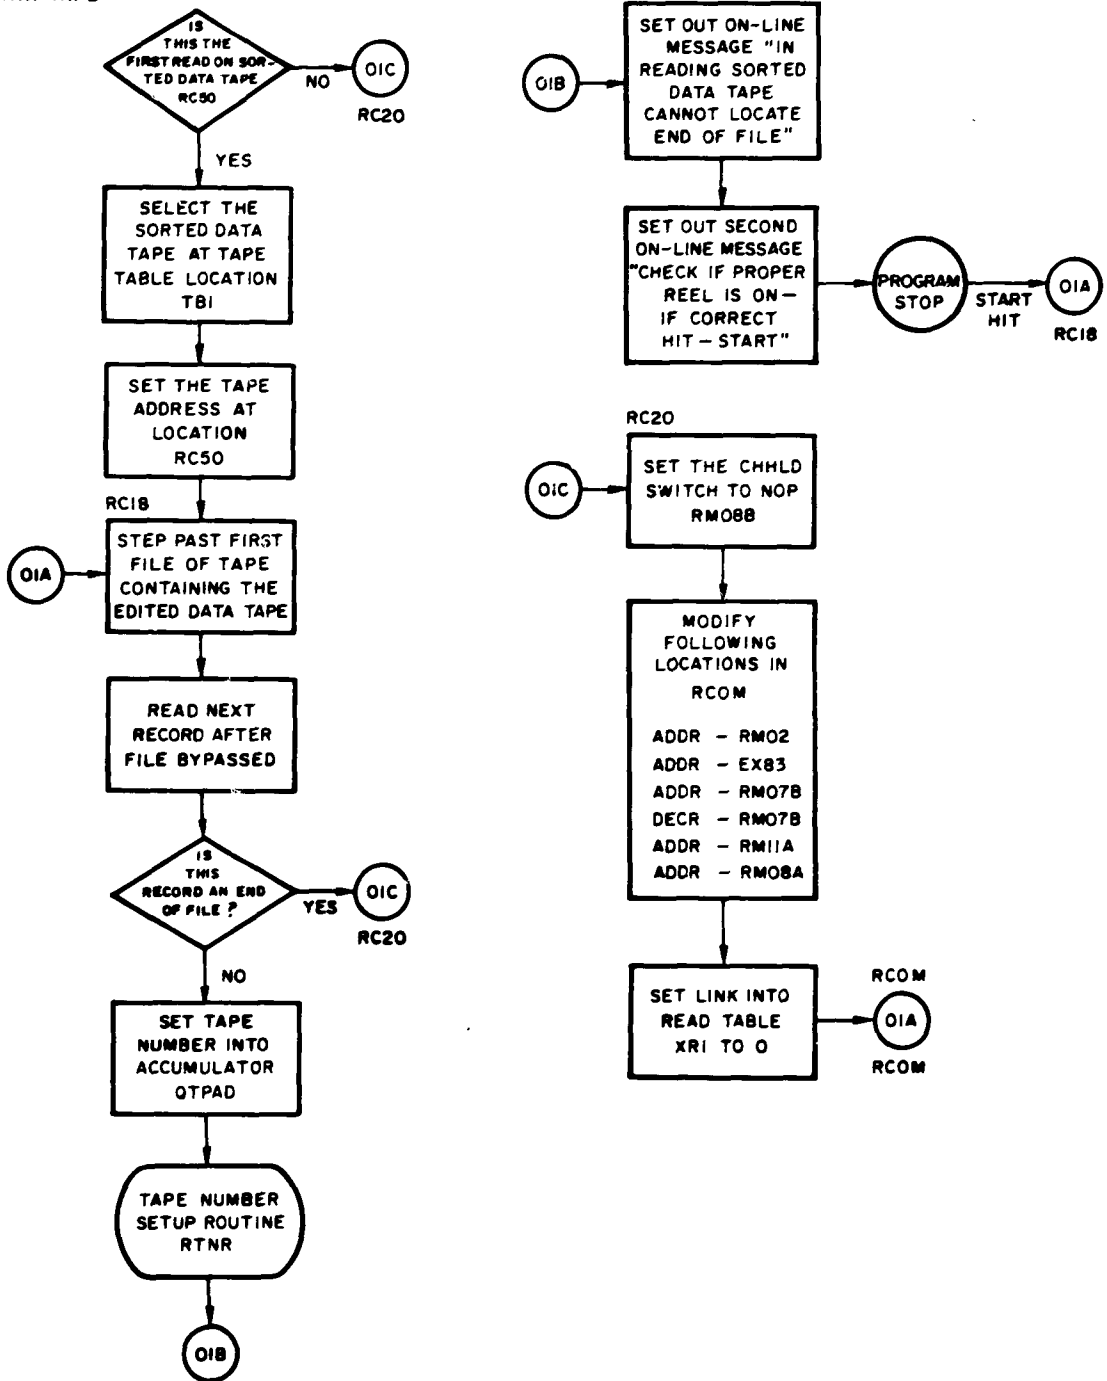 IS
THIS THE
FIRST READ ON SOR-
TED DATA TAPE
RC50
NO
01C
RC20
YES
SELECT THE
SORTED DATA
TAPE AT TAPE
TABLE LOCATION
TB1
SET THE TAPE
ADDRESS AT
LOCATION
RC50
RC18
01A
STEP PAST FIRST
FILE OF TAPE
CONTAINING THE
EDITED DATA TAPE
READ NEXT
RECORD AFTER
FILE BYPASSED
IS
THIS
RECORD AN END
OF FILE ?
YES
01C
RC20
NO
SET TAPE
NUMBER INTO
ACCUMULATOR
QTPAD
TAPE NUMBER
SETUP ROUTINE
RTNR
01B
01B
SET OUT ON-LINE
MESSAGE "IN
READING SORTED
DATA TAPE
CANNOT LOCATE
END OF FILE"
SET OUT SECOND
ON-LINE MESSAGE
"CHECK IF PROPER
REEL IS ON—
IF CORRECT
HIT—START"
PROGRAM
STOP
START
HIT
01A
RC18
RC20
01C
SET THE CHHLD
SWITCH TO NOP
RM08B
MODIFY
FOLLOWING
LOCATIONS IN
RCOM
ADDR - RM02
ADDR - EX83
ADDR - RM07B
DECR - RM07B
ADDR - RM11A
ADDR - RM08A
SET LINK INTO
READ TABLE
XR1 TO 0
RCOM
01A
RCOM